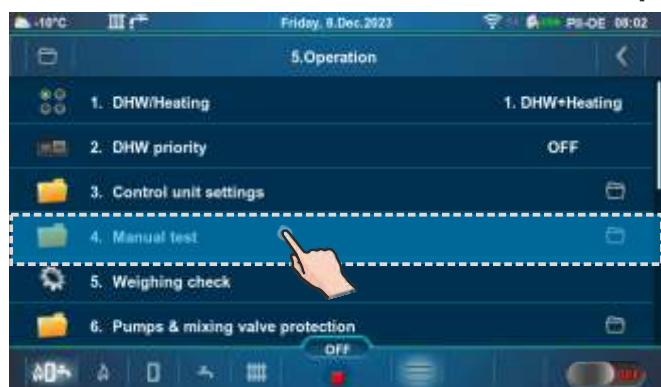 -10°C Friday, 8.Dec.2023 PII-OE 08:02
5.Operation
1. DHW/Heating 1. DHW+Heating
2. DHW priority OFF
3. Control unit settings
4. Manual test
5. Weighing check
6. Pumps & mixing valve protection
OFF
OFF